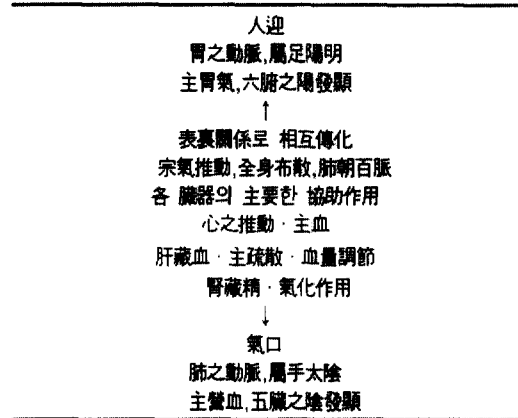 人迎
胃之動脈,屬足陽明
主胃氣,六腑之陽發顯
↑
表裏關係로 相互傳化
宗氣推動,全身布散,肺朝百脈
各 臟器의 主要한 協助作用
心之推動 · 主血
肝藏血 · 主疏散 · 血量調節
腎藏精 · 氣化作用
↓
氣口
肺之動脈,屬手太陰
主營血,五臟之陰發顯